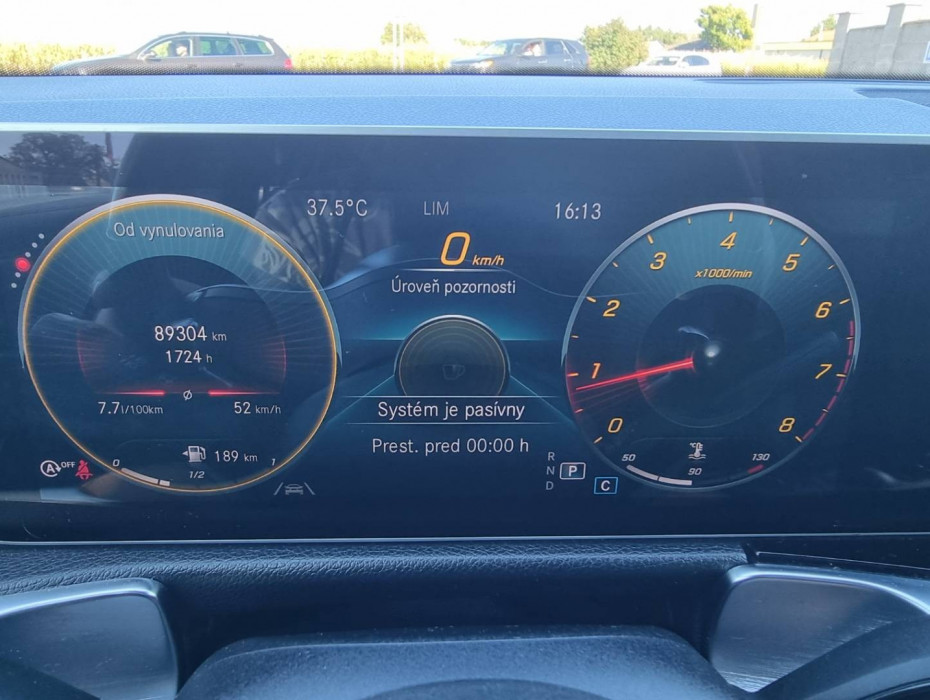 Od vynulovania
89304 km
1724 h
ø
7.7 l/100km
52 km/h
189 km
0
1/2
1
A OFF
37.5°C
LIM
16:13
0 km/h
Úroveň pozornosti
Systém je pasívny
Prest. pred 00:00 h
R
N P
D
C
x1000/min
0
1
2
3
4
5
6
7
8
50
90
130